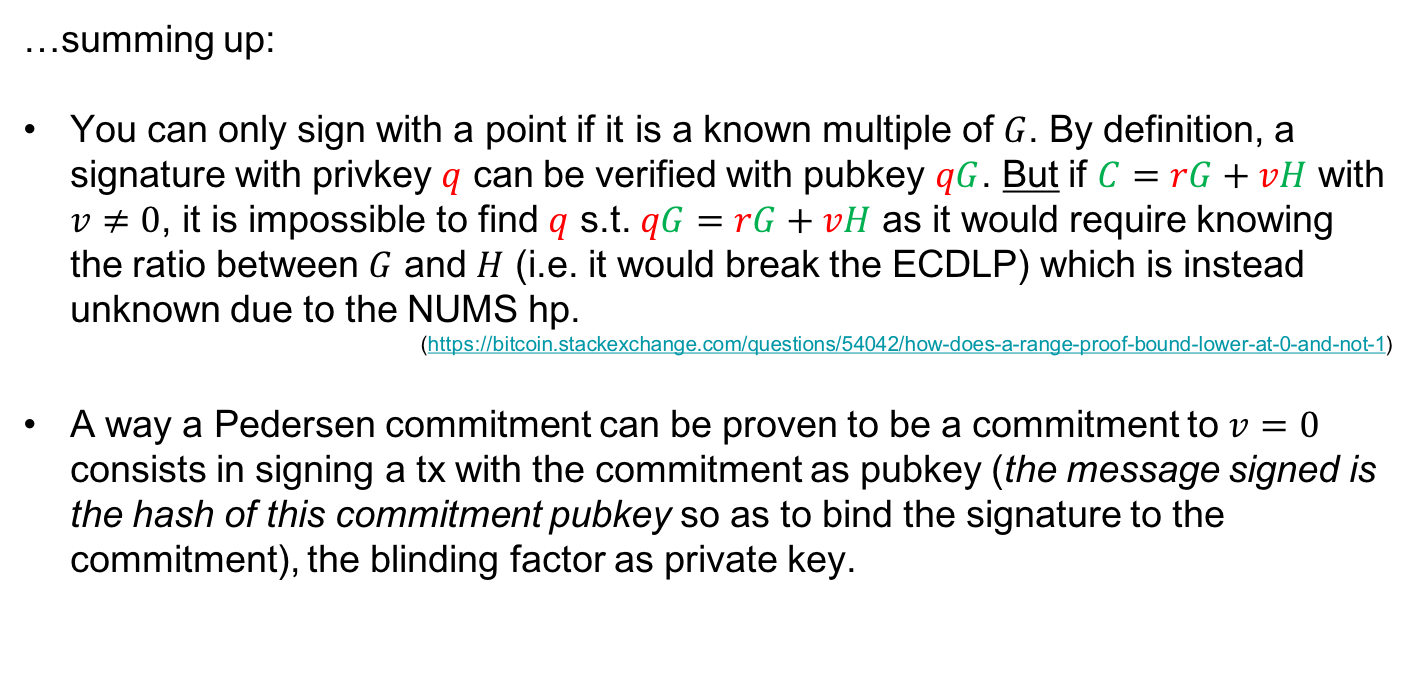 …summing up:
• You can only sign with a point if it is a known multiple of G. By definition, a
signature with privkey q can be verified with pubkey qG. But if C = rG + vH with
v ≠ 0, it is impossible to find q s.t. qG = rG + vH as it would require knowing
the ratio between G and H (i.e. it would break the ECDLP) which is instead
unknown due to the NUMS hp.
(https://bitcoin.stackexchange.com/questions/54042/how-does-a-range-proof-bound-lower-at-0-and-not-1)
• A way a Pedersen commitment can be proven to be a commitment to v = 0
consists in signing a tx with the commitment as pubkey (the message signed is
the hash of this commitment pubkey so as to bind the signature to the
commitment), the blinding factor as private key.